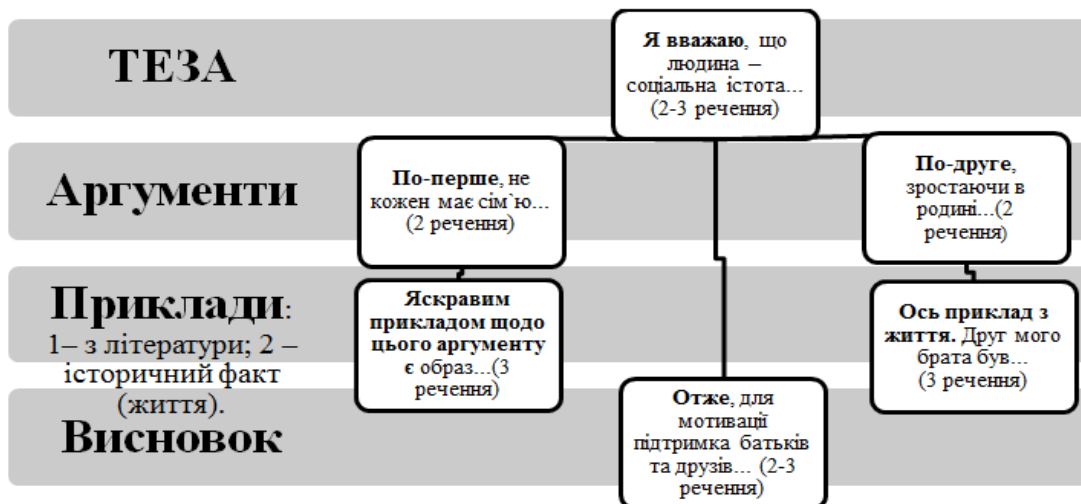 ТЕЗА
Я вважаю, що
людина –
соціальна істота…
(2-3 речення)
Аргументи
По-перше, не
кожен має сім`ю…
(2 речення)
По-друге,
зростаючи в
родині…(2
речення)
Приклади:
1– з літератури; 2 –
історичний факт
(життя).
Яскравим
прикладом щодо
цього аргументу
є образ…(3
речення)
Ось приклад з
життя. Друг мого
брата був…
(3 речення)
Висновок
Отже, для
мотивації
підтримка батьків
та друзів… (2-3
речення)